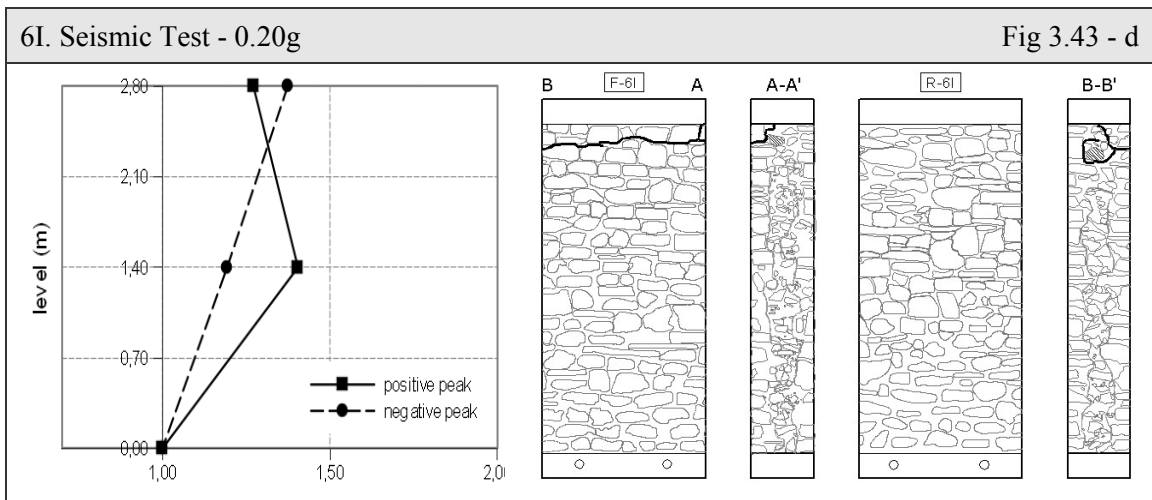 6I. Seismic Test - 0.20g Fig 3.43 - d
B F-6I A A-A' R-6I B-B'
2,80
2,10
1,40
0,70
0,00
level (m)
positive peak
negative peak
1,00 1,50 2,0